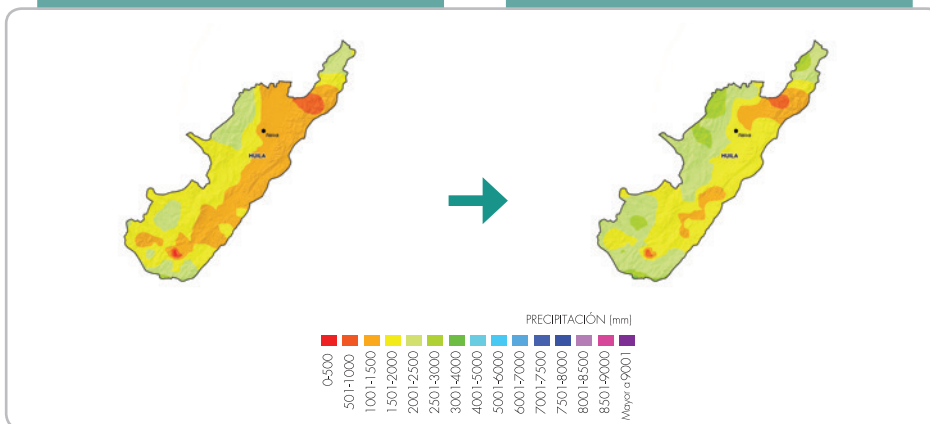 Neiva
HUILA
Neiva
HUILA
PRECIPITACIÓN (mm)
0-500
501-1000
1001-1500
1501-2000
2001-2500
2501-3000
3001-4000
4001-5000
5001-6000
6001-7000
7001-7500
7501-8000
8001-8500
8501-9000
Mayor a 9001